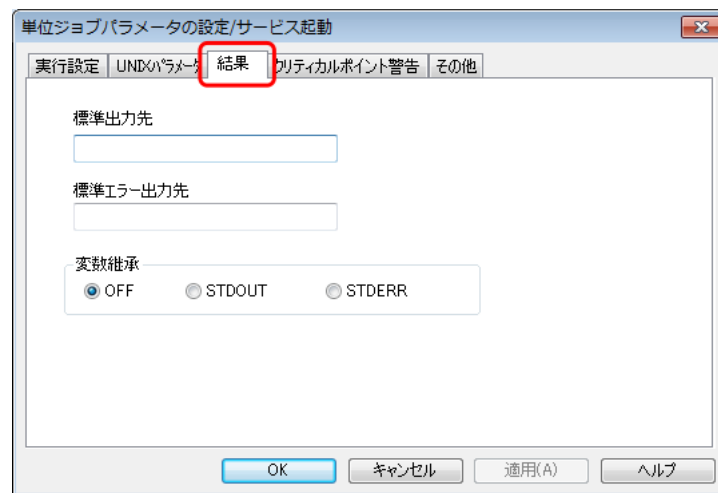 単位ジョブパラメータの設定/サービス起動
実行設定 UNIXパラメータ 結果 クリティカルポイント警告 その他
標準出力先
標準エラー出力先
変数継承
OFF STDOUT STDERR
OK キャンセル 適用(A) ヘルプ